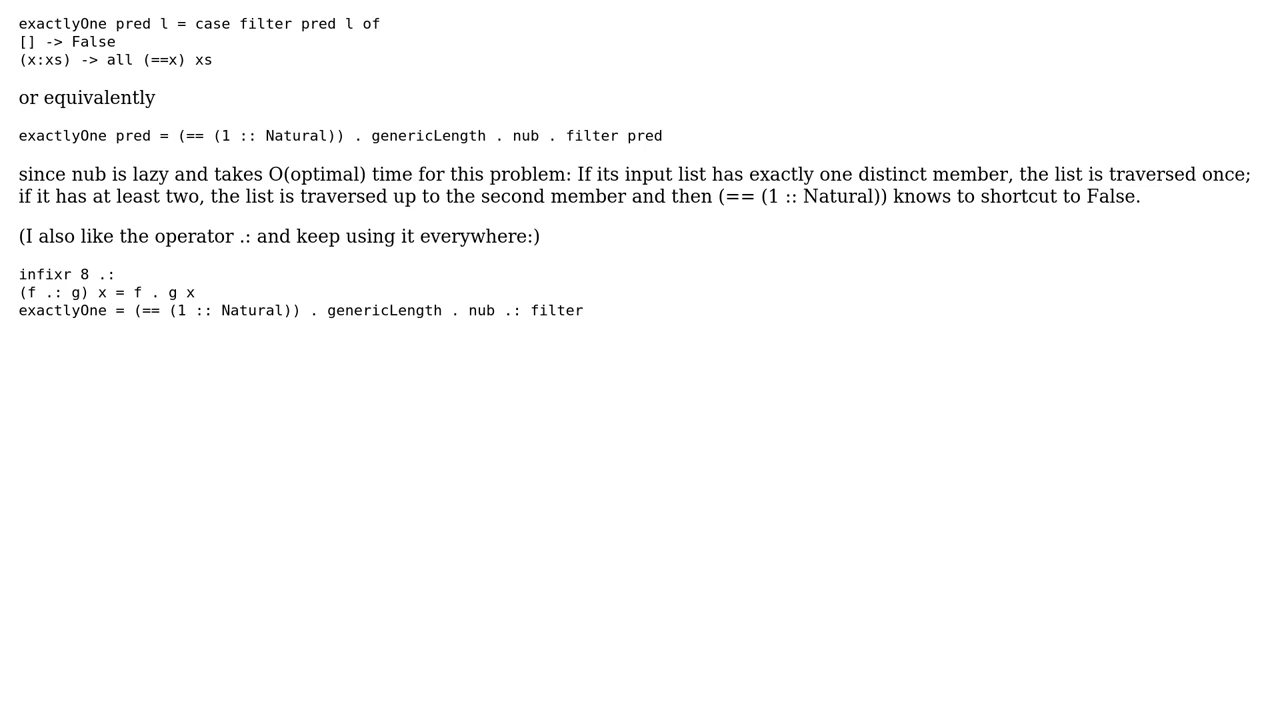 exactlyOne pred l = case filter pred l of
[] -> False
(x:xs) -> all (==x) xs
or equivalently
exactlyOne pred = (== (1 :: Natural)) . genericLength . nub . filter pred
since nub is lazy and takes O(optimal) time for this problem: If its input list has exactly one distinct member, the list is traversed once;
if it has at least two, the list is traversed up to the second member and then (== (1 :: Natural)) knows to shortcut to False.
(I also like the operator .: and keep using it everywhere:)
infixr 8 .:
(f .: g) x = f . g x
exactlyOne = (== (1 :: Natural)) . genericLength . nub .: filter